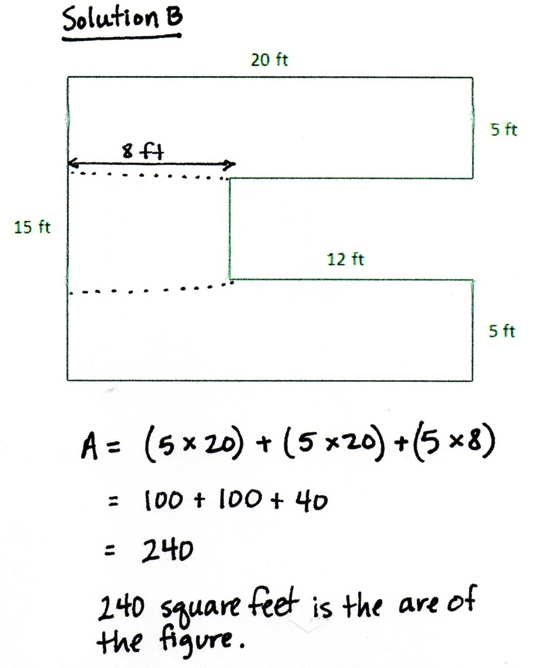 Solution B
20 ft
5 ft
8 ft
15 ft
12 ft
5 ft
A = (5 × 20) + (5 × 20) + (5 × 8)
= 100 + 100 + 40
= 240
240 square feet is the are of
the figure.